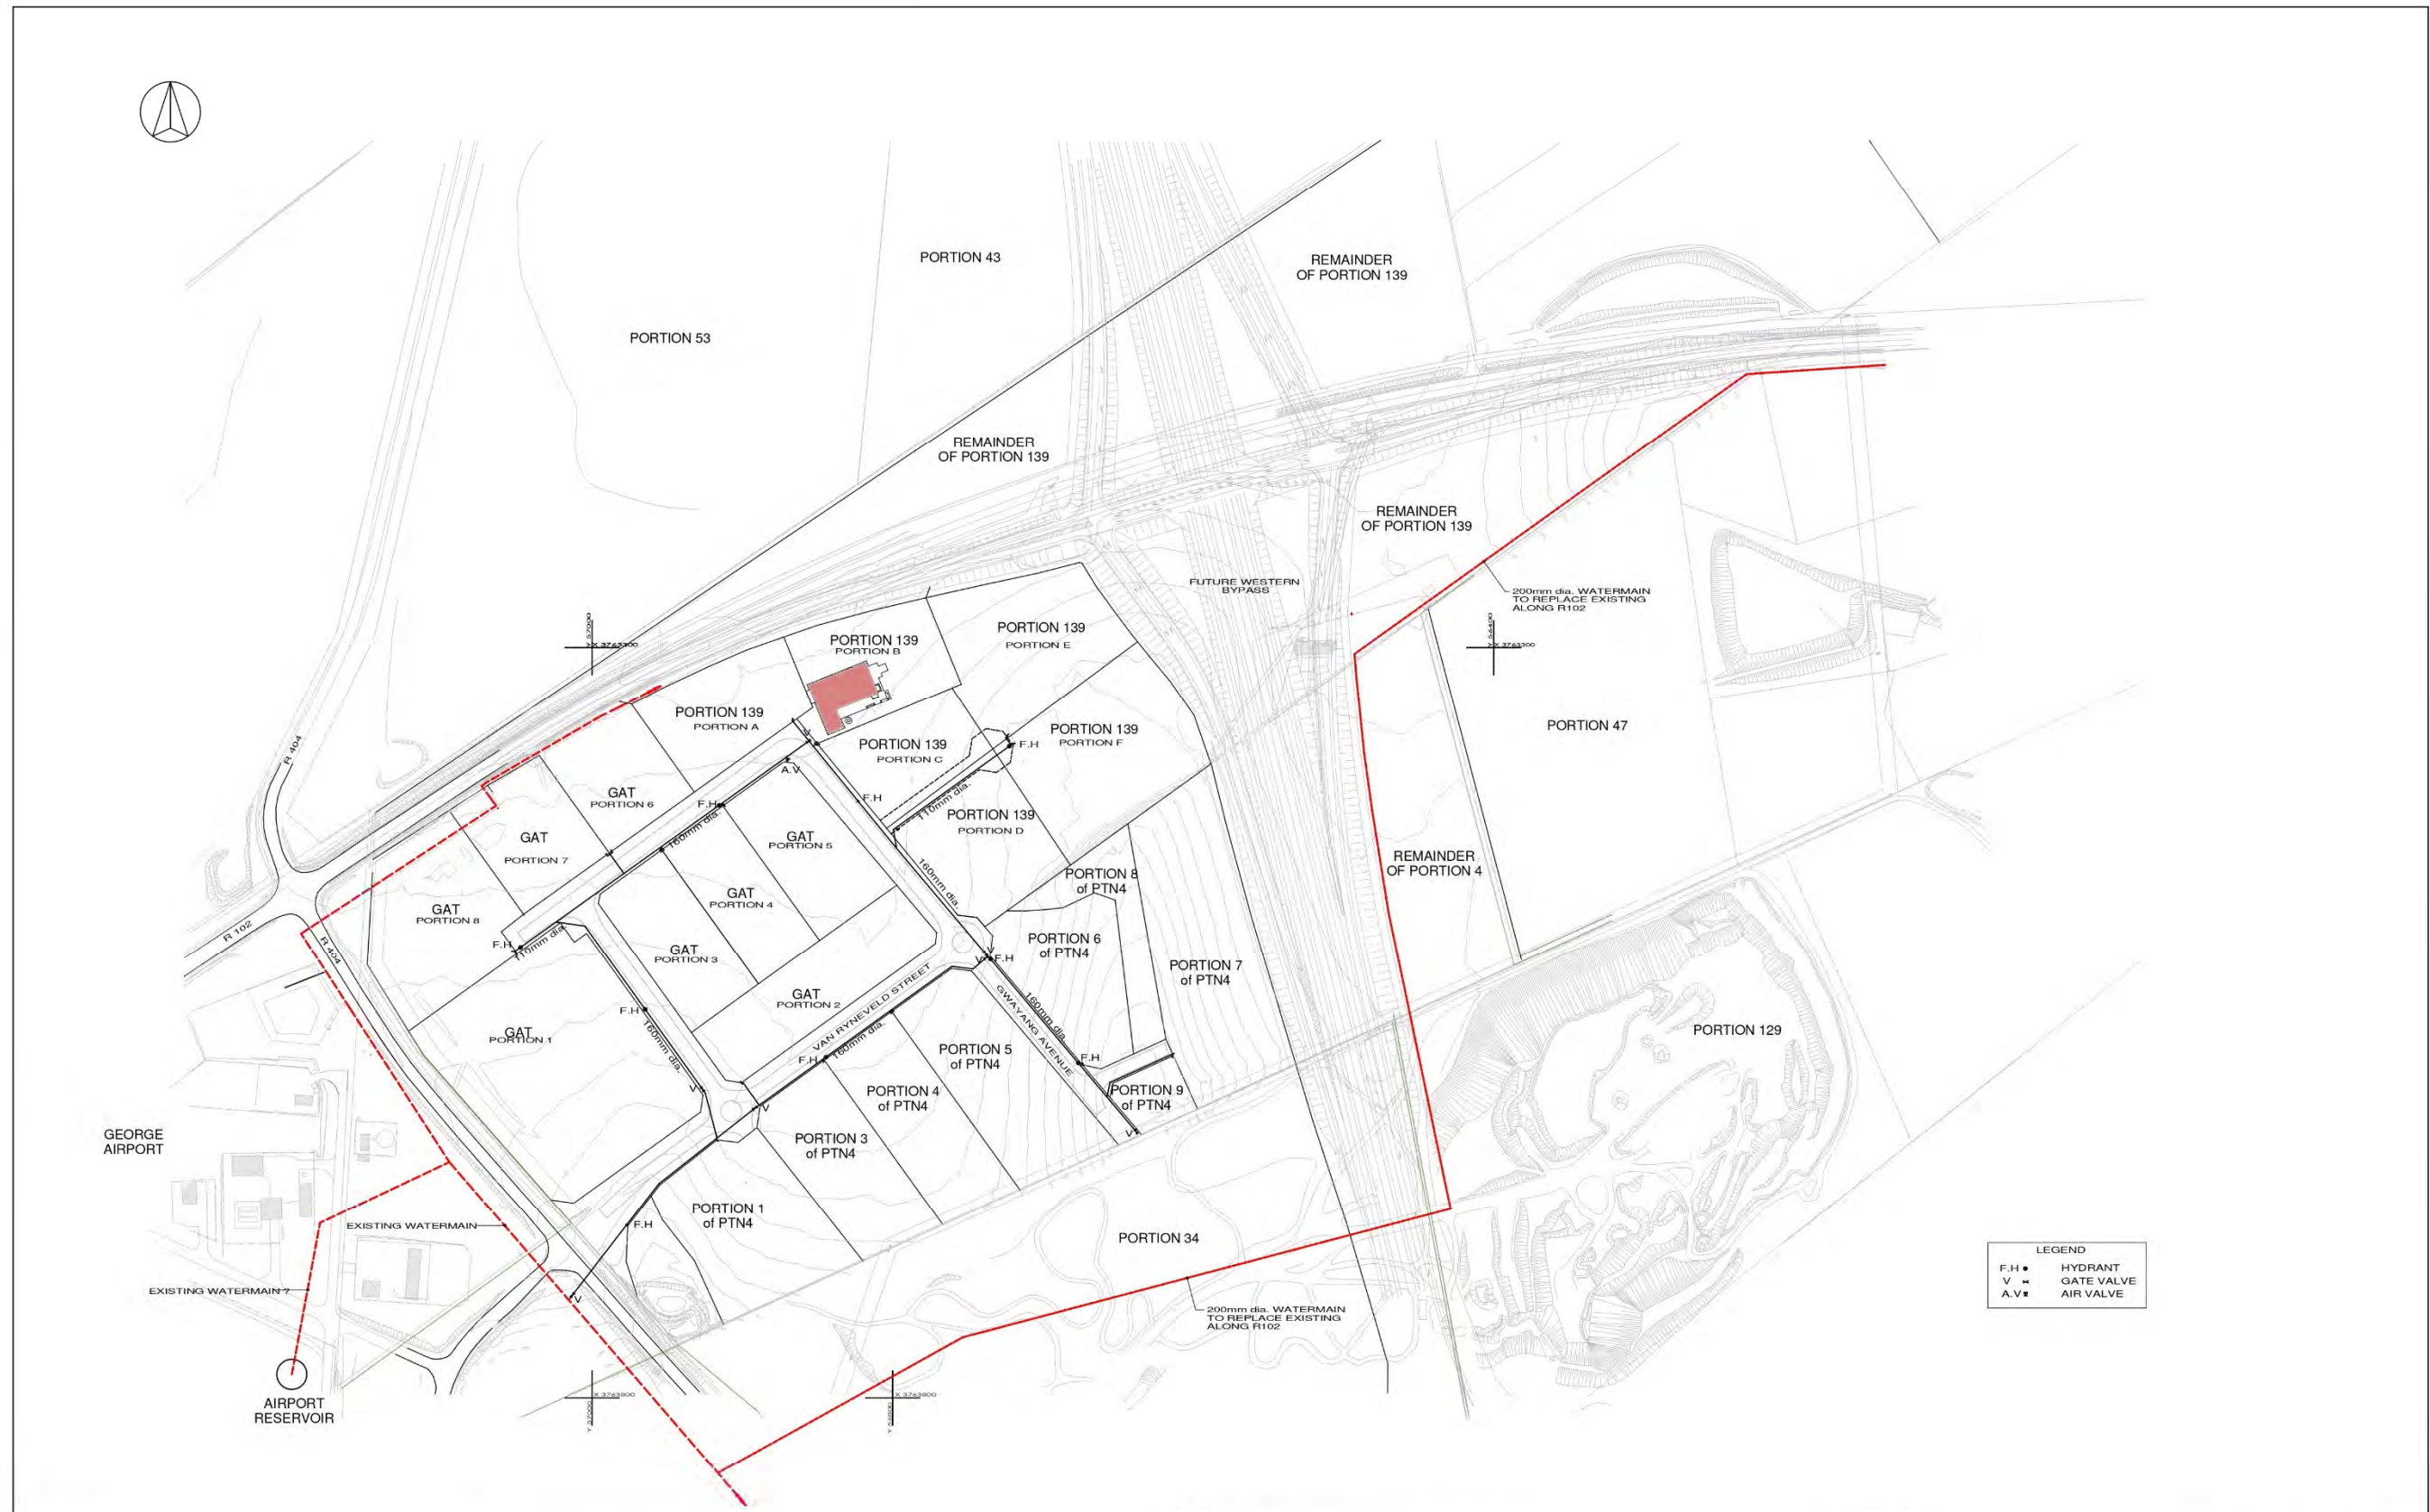 PORTION 43
REMAINDER
OF PORTION 139
PORTION 53
REMAINDER
OF PORTION 139
REMAINDER
OF PORTION 139
FUTURE WESTERN
BYPASS
200mm dia. WATERMAIN
TO REPLACE EXISTING
ALONG R102
Y 57000
X 3763300
Y 56400
X 3763300
PORTION 139
PORTION B
PORTION 139
PORTION E
PORTION 139
PORTION A
PORTION 139
PORTION C
PORTION 139
PORTION F
PORTION 47
R 404
V
F.H
A.V
F.H
110mm dia.
PORTION 139
PORTION D
GAT
PORTION 6
F.H
160mm dia.
GAT
PORTION 5
GAT
PORTION 7
REMAINDER
OF PORTION 4
160mm dia.
PORTION 8
of PTN4
GAT
PORTION 4
GAT
PORTION 8
R 102
R 404
F.H
110mm dia.
GAT
PORTION 3
V
V
F.H
PORTION 6
of PTN4
PORTION 7
of PTN4
GAT
PORTION 2
VAN RYNEVELD STREET
GWAYANG AVENUE
160mm dia.
F.H
160mm dia.
GAT
PORTION 1
F.H
160mm dia.
PORTION 5
of PTN4
F.H
PORTION 129
V
V
PORTION 4
of PTN4
PORTION 9
of PTN4
V
GEORGE
AIRPORT
PORTION 3
of PTN4
PORTION 1
of PTN4
F.H
EXISTING WATERMAIN
PORTION 34
EXISTING WATERMAIN ?
V
200mm dia. WATERMAIN
TO REPLACE EXISTING
ALONG R102
LEGEND
F.H HYDRANT
V GATE VALVE
A.V AIR VALVE
AIRPORT
RESERVOIR
Y 57000
X 3763800
Y 56800
X 3763800